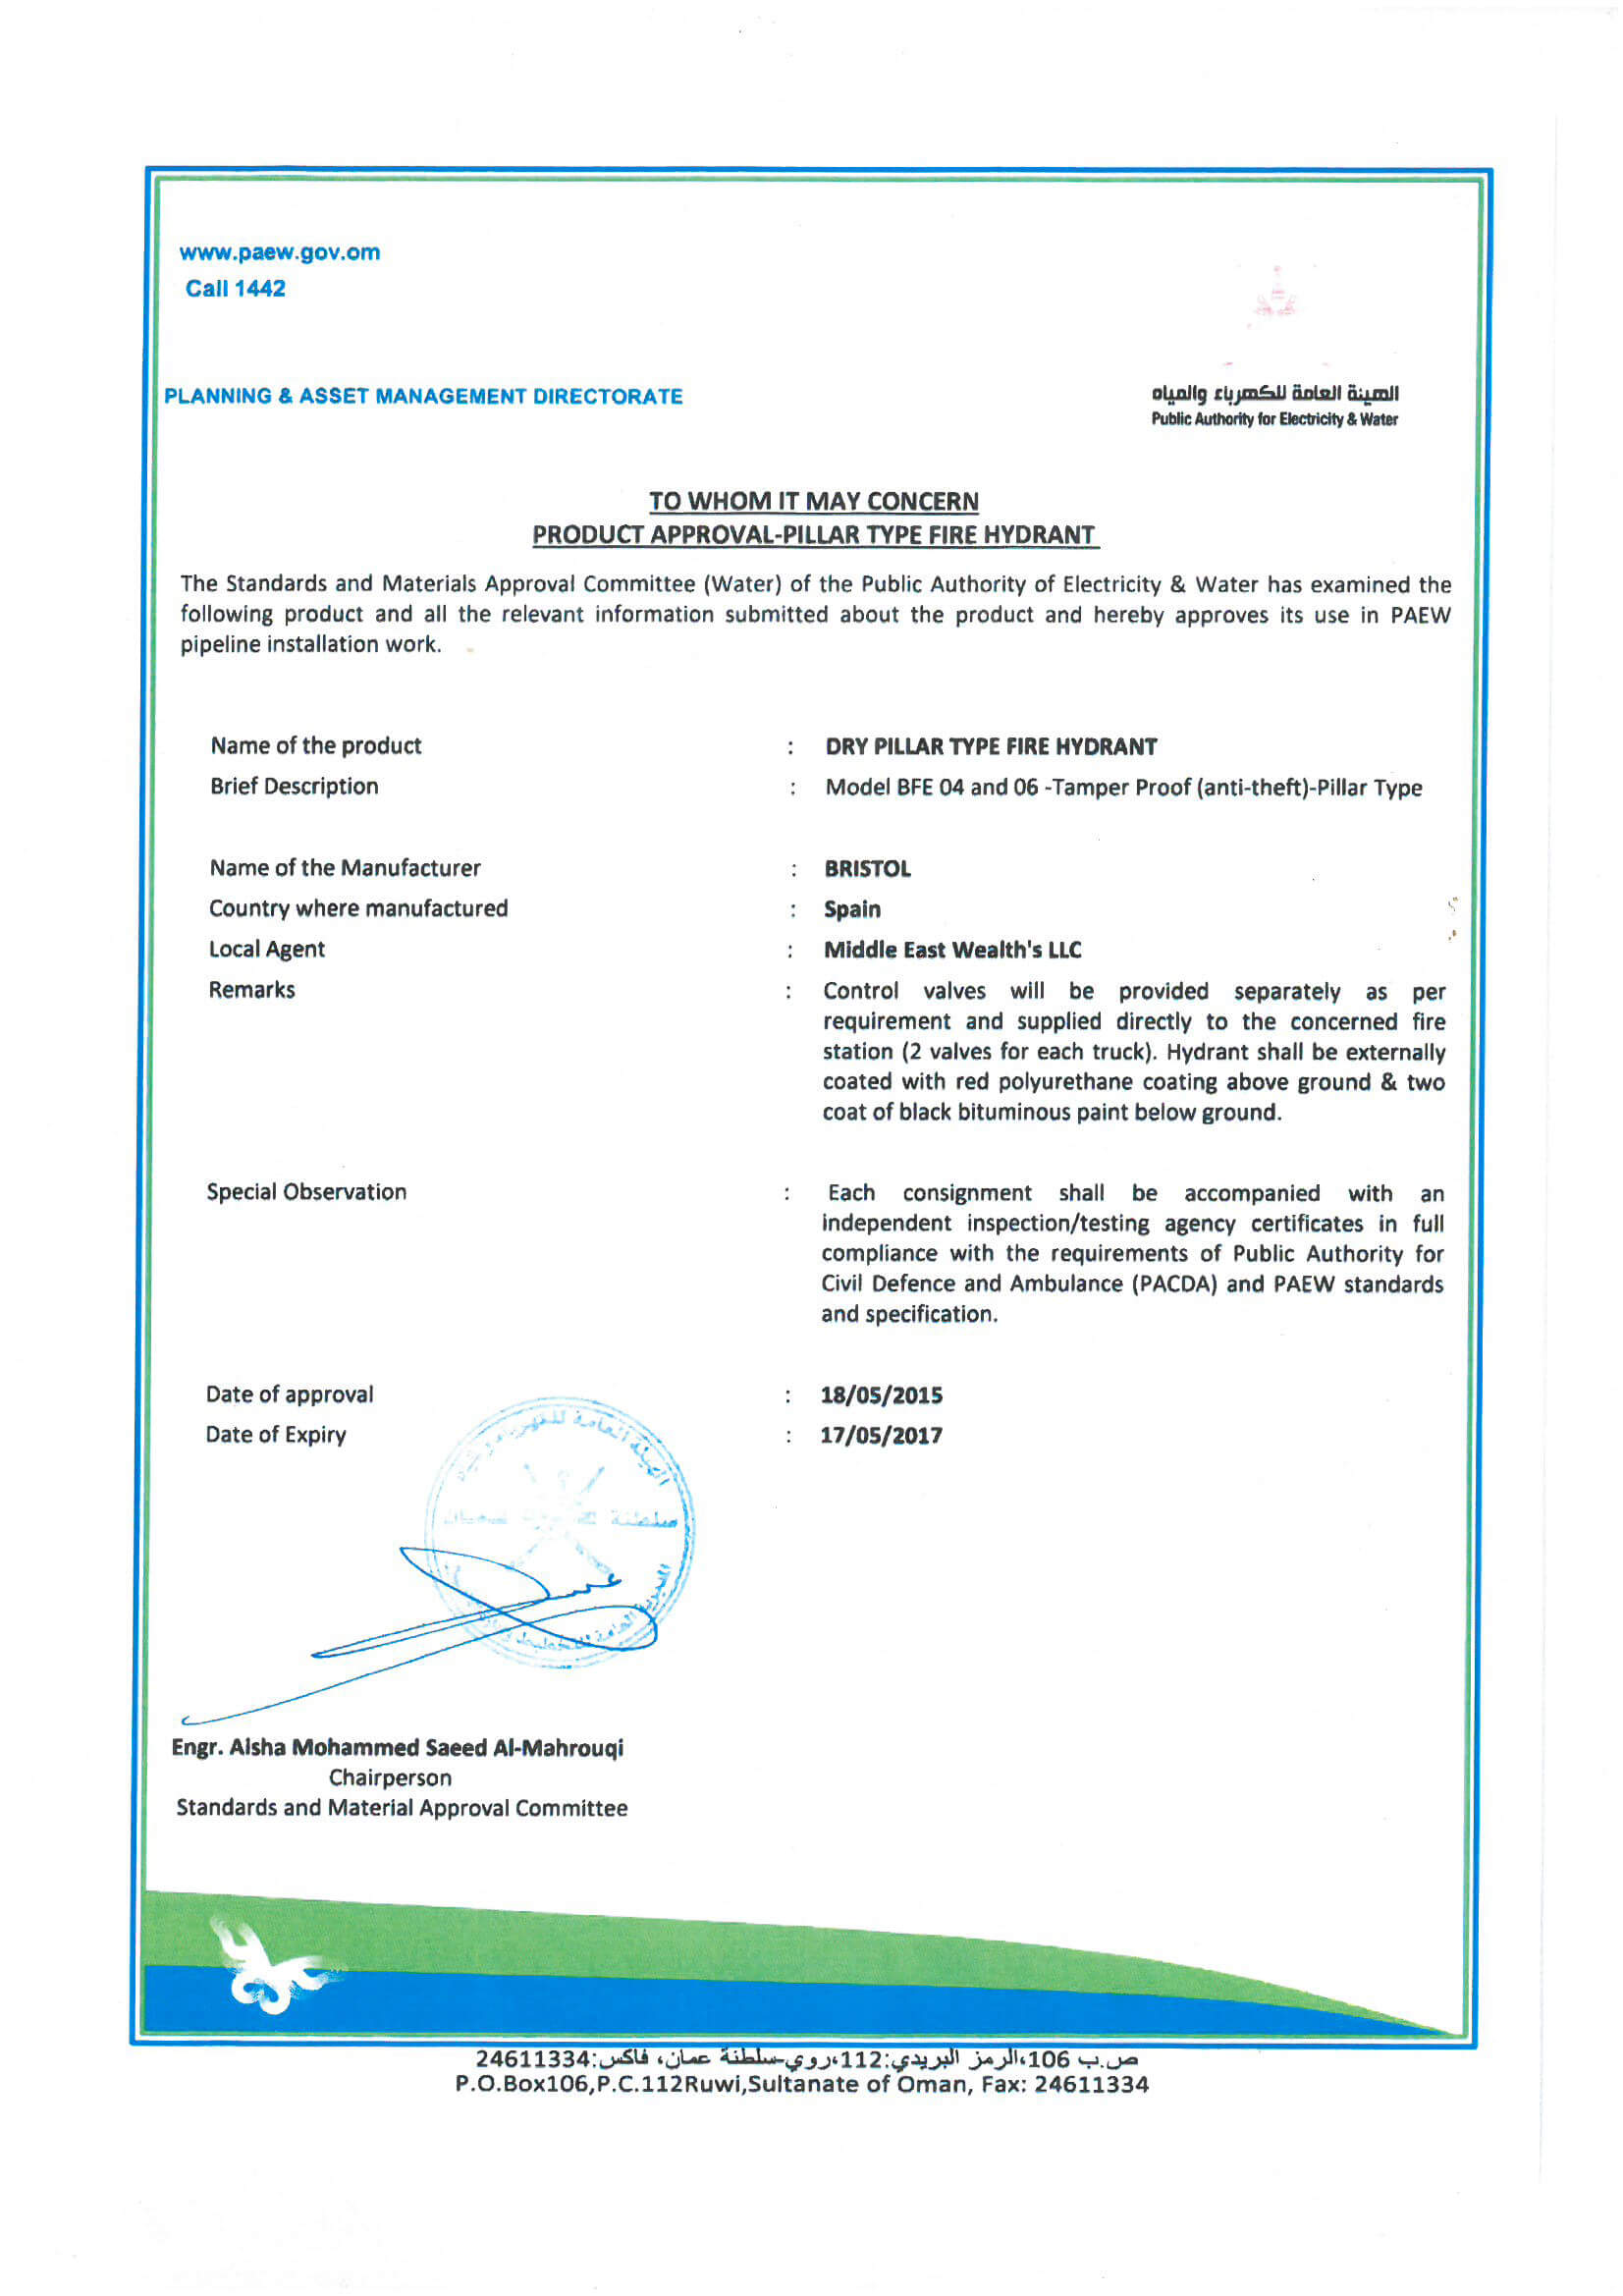 www.paew.gov.om
Call 1442
PLANNING & ASSET MANAGEMENT DIRECTORATE
الهيئة العامة للكهرباء والمياه
Public Authority for Electricity & Water
TO WHOM IT MAY CONCERN
PRODUCT APPROVAL-PILLAR TYPE FIRE HYDRANT
The Standards and Materials Approval Committee (Water) of the Public Authority of Electricity & Water has examined the
following product and all the relevant information submitted about the product and hereby approves its use in PAEW
pipeline installation work.
Name of the product : DRY PILLAR TYPE FIRE HYDRANT
Brief Description : Model BFE 04 and 06 -Tamper Proof (anti-theft)-Pillar Type
Name of the Manufacturer : BRISTOL
Country where manufactured : Spain
Local Agent : Middle East Wealth's LLC
Remarks : Control valves will be provided separately as per
requirement and supplied directly to the concerned fire
station (2 valves for each truck). Hydrant shall be externally
coated with red polyurethane coating above ground & two
coat of black bituminous paint below ground.
Special Observation : Each consignment shall be accompanied with an
independent inspection/testing agency certificates in full
compliance with the requirements of Public Authority for
Civil Defence and Ambulance (PACDA) and PAEW standards
and specification.
Date of approval : 18/05/2015
Date of Expiry : 17/05/2017
الهيئة العامة للكهرباء والمياه
سلطنة عمان
Engr. Aisha Mohammed Saeed Al-Mahrouqi
Chairperson
Standards and Material Approval Committee
ص.ب 106،الرمز البريدي:112،روي-سلطنة عمان، فاكس:24611334
P.O.Box106,P.C.112Ruwi,Sultanate of Oman, Fax: 24611334